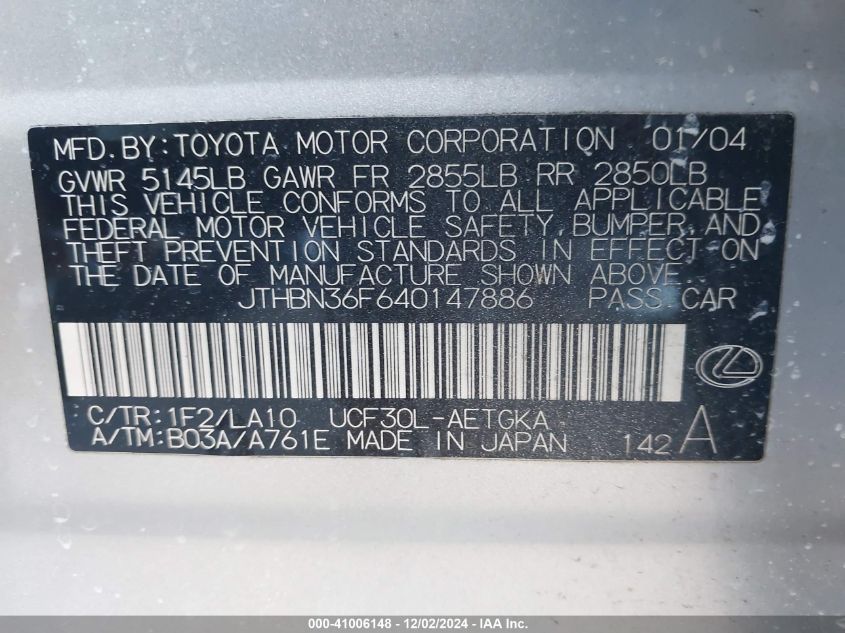 MFD. BY: TOYOTA MOTOR CORPORATION 01/04
GVWR 5145LB GAWR FR 2855LB RR 2850LB
THIS VEHICLE CONFORMS TO ALL APPLICABLE
FEDERAL MOTOR VEHICLE SAFETY, BUMPER, AND
THEFT PREVENTION STANDARDS IN EFFECT ON
THE DATE OF MANUFACTURE SHOWN ABOVE.
JTHBN36F640147886 PASS. CAR
C/TR: 1F2/LA10 UCF30L-AETGKA
A/TM: B03A/A761E MADE IN JAPAN 142 A
000-41006148 - 12/02/2024 - IAA Inc.